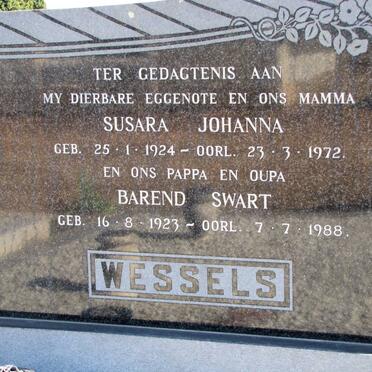 TER GEDAGTENIS AAN
MY DIERBARE EGGENOTE EN ONS MAMMA
SUSARA JOHANNA
GEB. 25·1·1924 - OORL. 23·3·1972.
EN ONS PAPPA EN OUPA
BAREND SWART
GEB. 16·8·1923 - OORL. 7·7·1988.
WESSELS